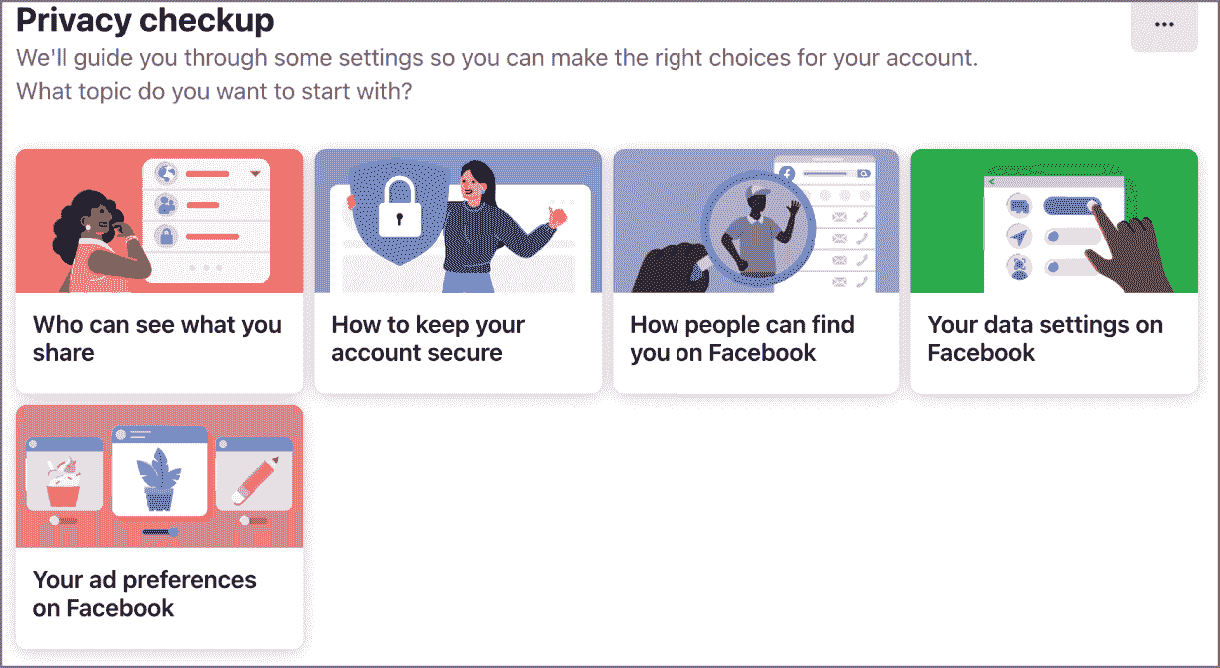 Privacy checkup
We'll guide you through some settings so you can make the right choices for your account.
What topic do you want to start with?
Who can see what you
share
How to keep your
account secure
How people can find
you on Facebook
Your data settings on
Facebook
Your ad preferences
on Facebook